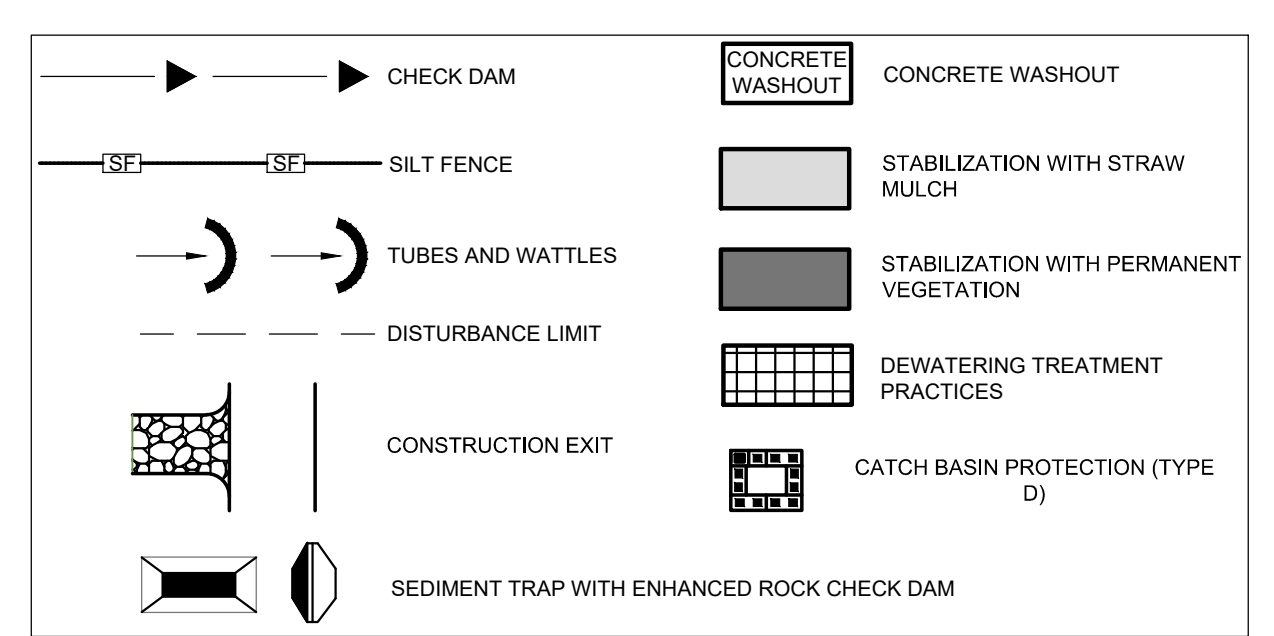 CHECK DAM
SF SF SILT FENCE
TUBES AND WATTLES
DISTURBANCE LIMIT
CONSTRUCTION EXIT
SEDIMENT TRAP WITH ENHANCED ROCK CHECK DAM
CONCRETE
WASHOUT
CONCRETE WASHOUT
STABILIZATION WITH STRAW
MULCH
STABILIZATION WITH PERMANENT
VEGETATION
DEWATERING TREATMENT
PRACTICES
CATCH BASIN PROTECTION (TYPE
D)